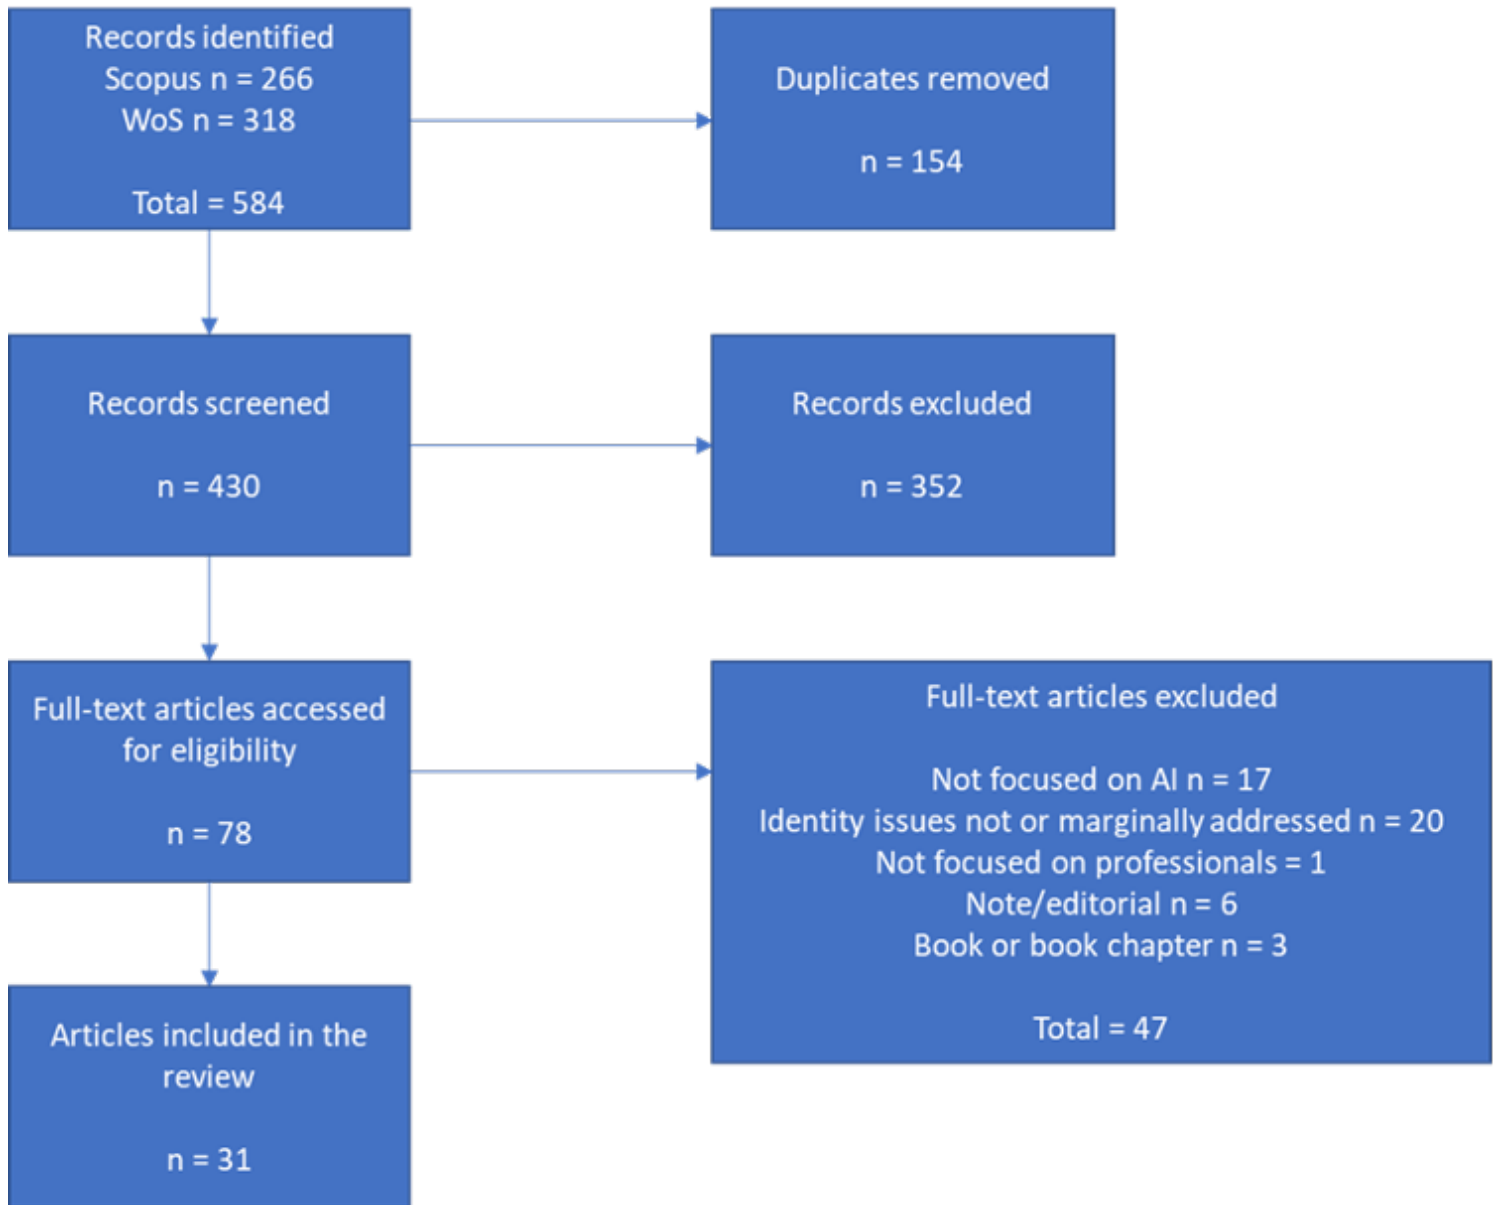 Records identified
Scopus n = 266
WoS n = 318
Total = 584
Duplicates removed
n = 154
Records screened
n = 430
Records excluded
n = 352
Full-text articles accessed
for eligibility
n = 78
Full-text articles excluded
Not focused on AI n = 17
Identity issues not or marginally addressed n = 20
Not focused on professionals = 1
Note/editorial n = 6
Book or book chapter n = 3
Total = 47
Articles included in the
review
n = 31